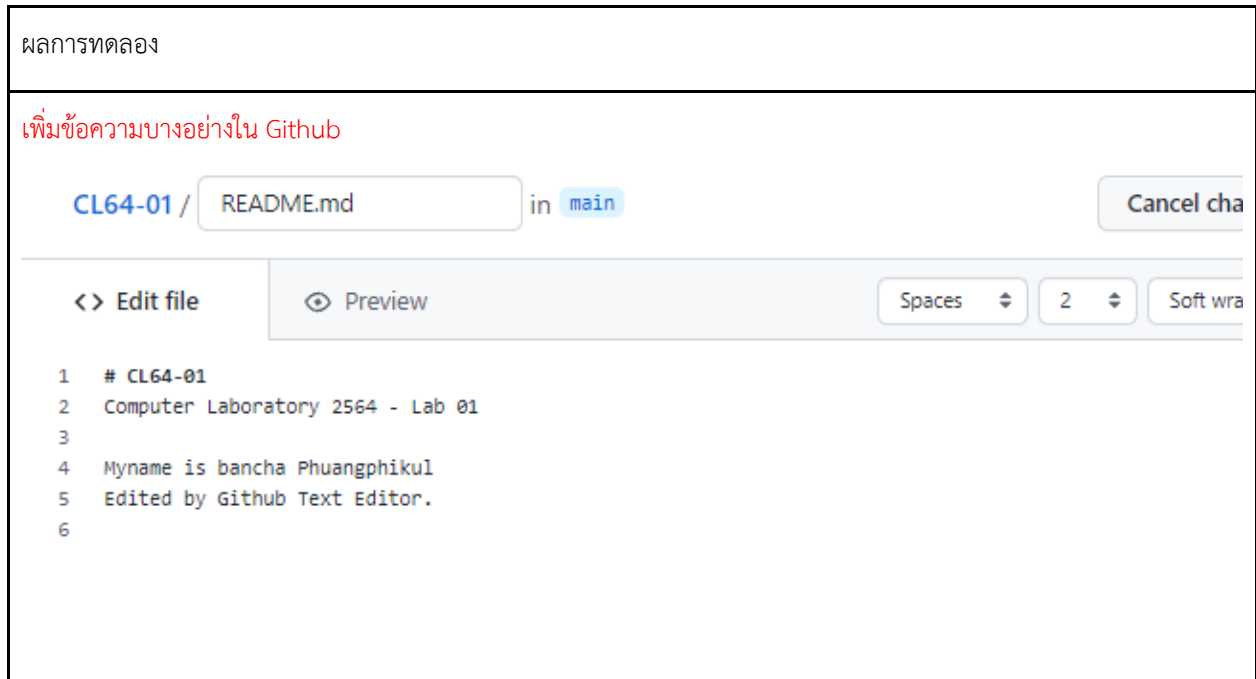 ผลการทดลอง
เพิ่มข้อความบางอย่างใน Github
CL64-01 / README.md in main Cancel cha
<> Edit file Preview Spaces 2 Soft wra
1 # CL64-01
2 Computer Laboratory 2564 - Lab 01
3
4 Myname is bancha Phuangphikul
5 Edited by Github Text Editor.
6